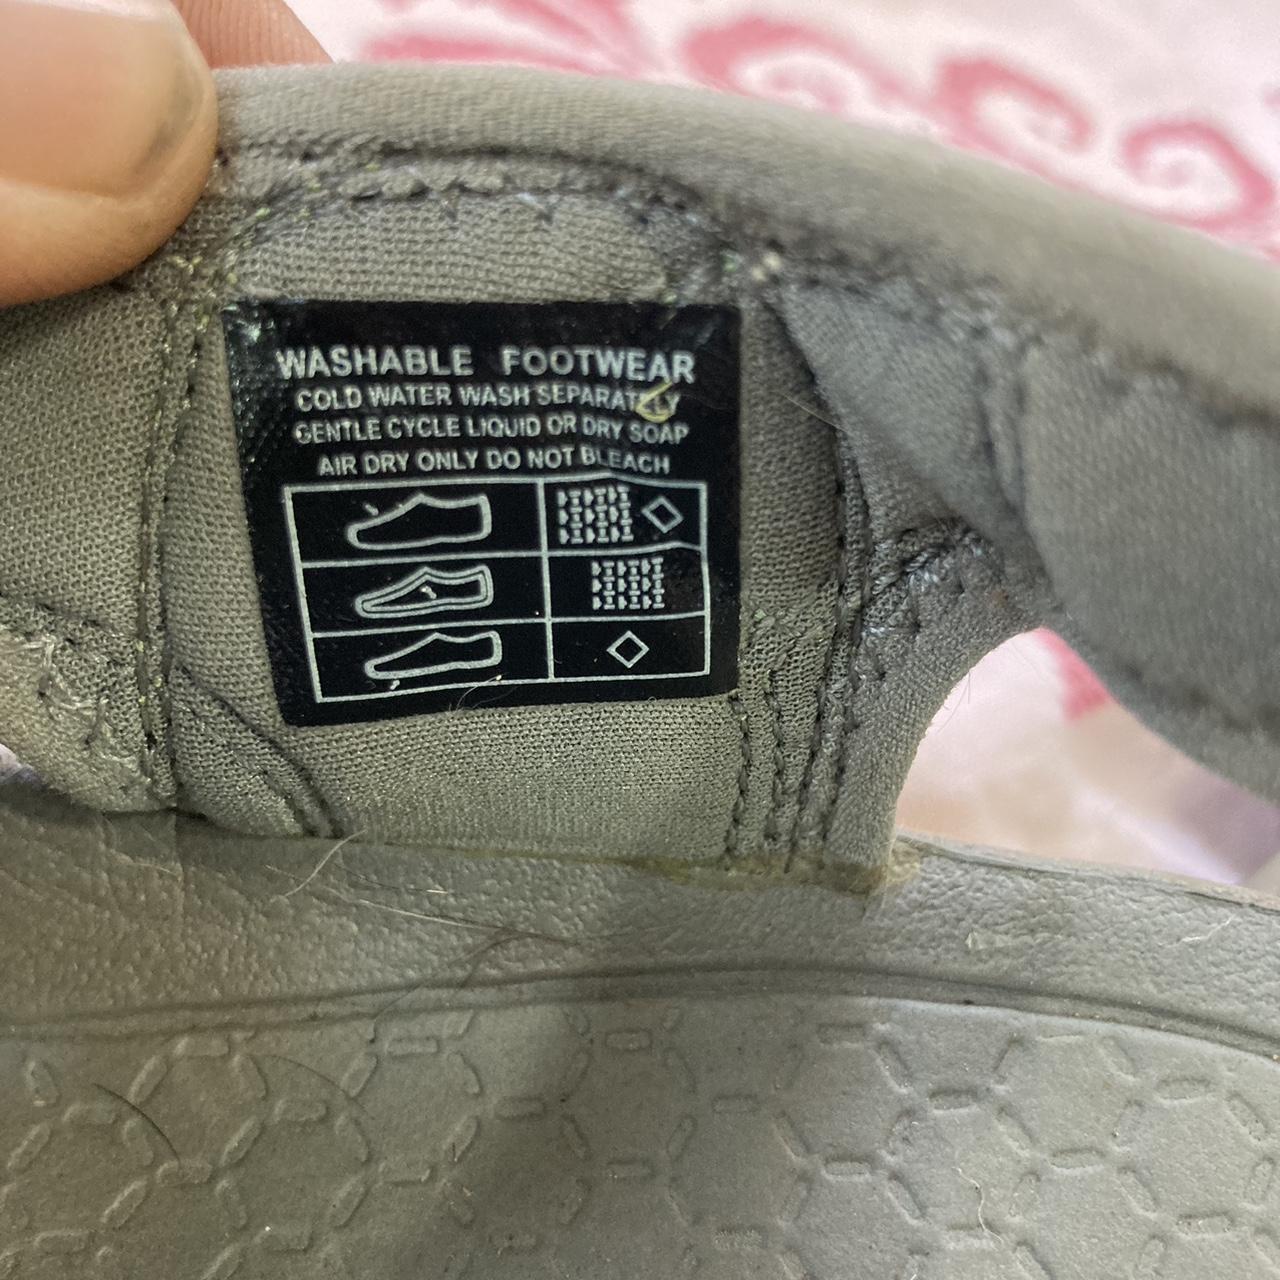 WASHABLE FOOTWEAR
COLD WATER WASH SEPARATELY
GENTLE CYCLE LIQUID OR DRY SOAP
AIR DRY ONLY DO NOT BLEACH